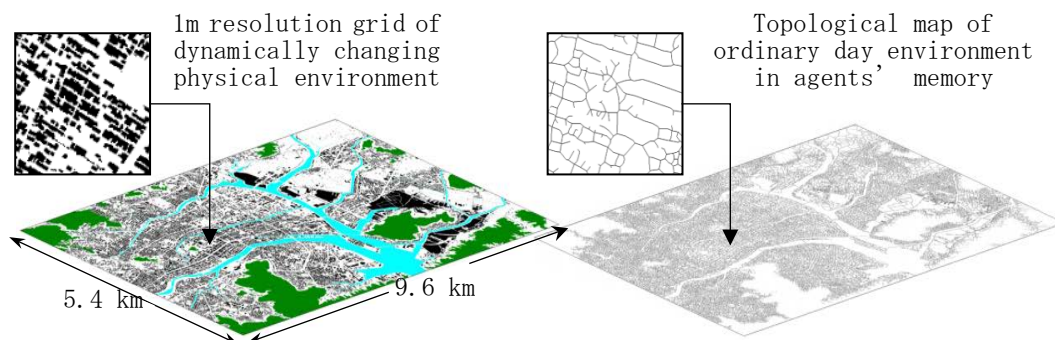 1m resolution grid of
dynamically changing
physical environment
Topological map of
ordinary day environment
in agents' memory
5.4 km
9.6 km